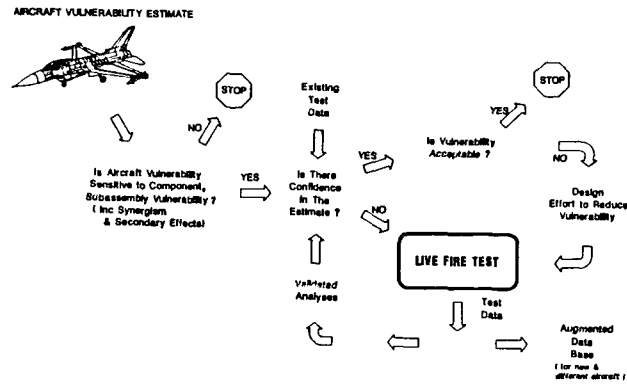 AIRCRAFT VULNERABILITY ESTIMATE
STOP
NO
Is Aircraft Vulnerability
Sensitive to Component,
Subassembly Vulnerability?
( Inc Synergism
& Secondary Effects)
YES
Existing
Test
Data
Is There
Confidence
In The
Estimate ?
YES
NO
Is Vulnerability
Acceptable ?
YES
STOP
NO
Design
Effort to Reduce
Vulnerability
LIVE FIRE TEST
Validated
Analyses
Test
Data
Augmented
Data
Base
( for new &
different aircraft )